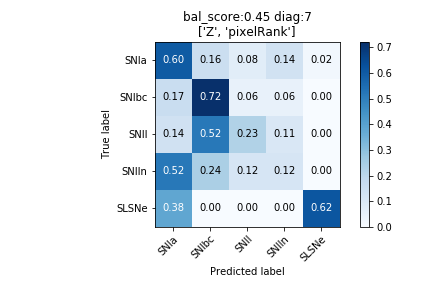 bal_score:0.45 diag:7
['Z', 'pixelRank']
True label
SNIa 0.60 0.16 0.08 0.14 0.02
SNIbc 0.17 0.72 0.06 0.06 0.00
SNII 0.14 0.52 0.23 0.11 0.00
SNIIn 0.52 0.24 0.12 0.12 0.00
SLSNe 0.38 0.00 0.00 0.00 0.62
SNIa SNIbc SNII SNIIn SLSNe
Predicted label
0.7
0.6
0.5
0.4
0.3
0.2
0.1
0.0